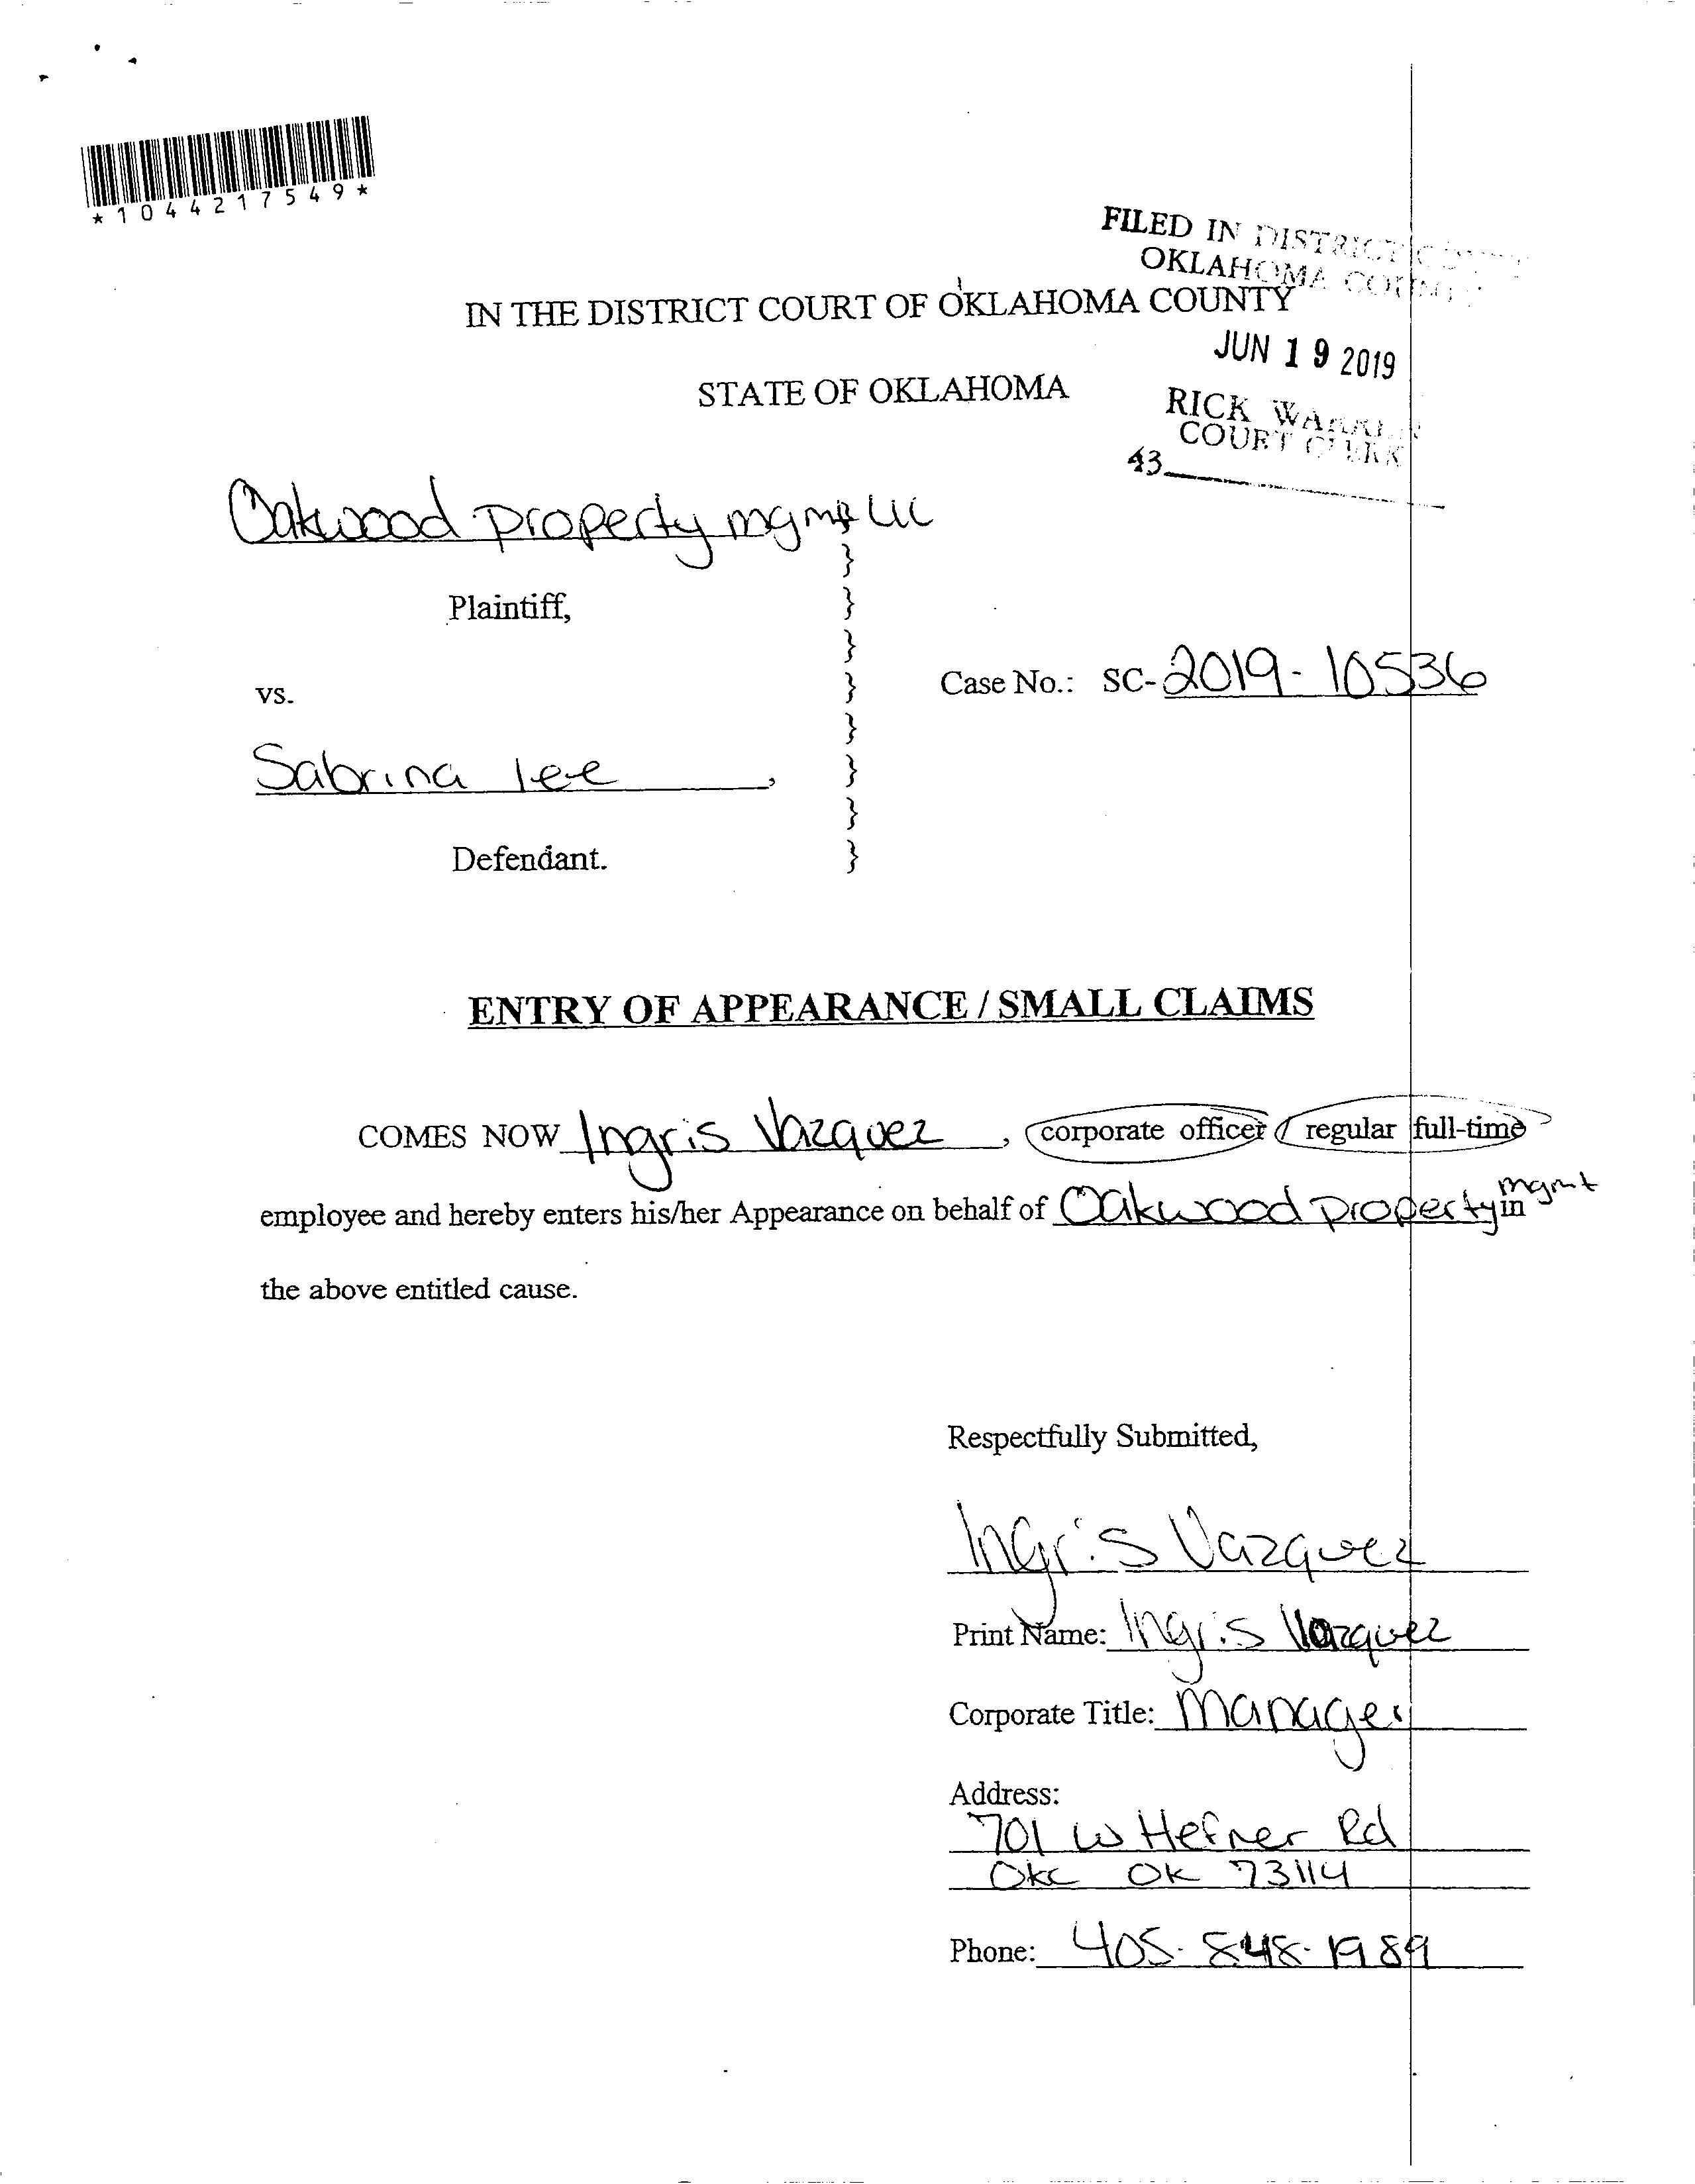 *1044217549*
FILED IN DISTRICT COURT
OKLAHOMA COUNTY
IN THE DISTRICT COURT OF OKLAHOMA COUNTY
JUN 19 2019
STATE OF OKLAHOMA
RICK WARREN
COURT CLERK
43
Oakwood property mgmt LLC
}
Plaintiff, }
}
vs. } Case No.: SC-2019-10536
}
Sabrina lee, }
}
Defendant. }
ENTRY OF APPEARANCE / SMALL CLAIMS
COMES NOW Ingris Vazquez, corporate officer / regular full-time
employee and hereby enters his/her Appearance on behalf of Oakwood property mgmt in
the above entitled cause.
Respectfully Submitted,
Ingris Vazquez
Print Name: Ingris Vazquez
Corporate Title: Manager
Address:
701 W Hefner Rd
Okc OK 73114
Phone: 405-848-1989